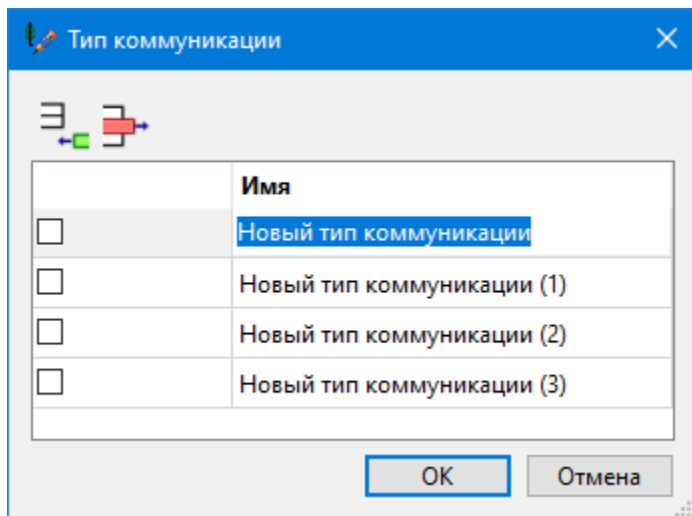 Тип коммуникации
Имя
Новый тип коммуникации
Новый тип коммуникации (1)
Новый тип коммуникации (2)
Новый тип коммуникации (3)
ОК Отмена